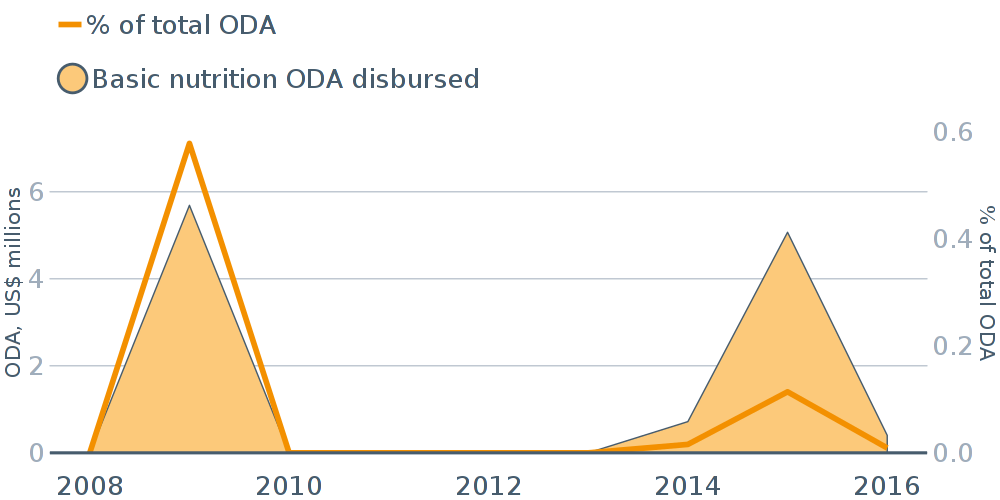 % of total ODA
Basic nutrition ODA disbursed
ODA, US$ millions
6
4
2
0
0.6
0.4
0.2
0.0
% of total ODA
2008 2010 2012 2014 2016